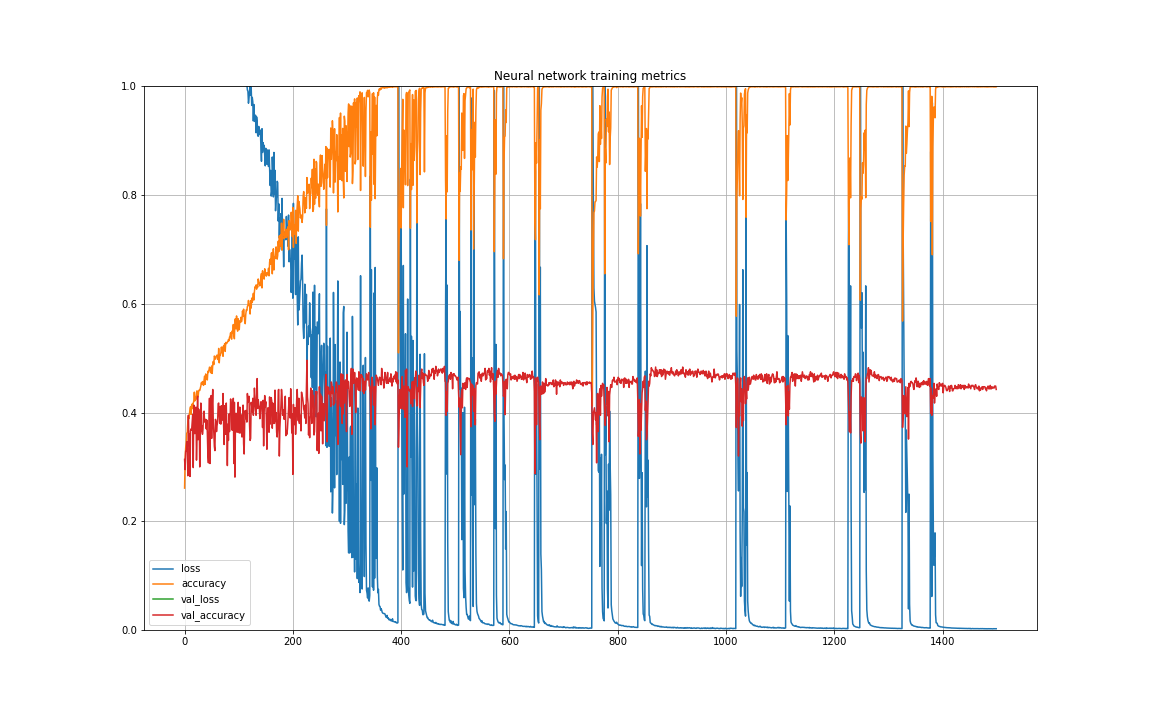 Neural network training metrics
1.0
0.8
0.6
0.4
0.2
0.0
loss
accuracy
val_loss
val_accuracy
0 200 400 600 800 1000 1200 1400